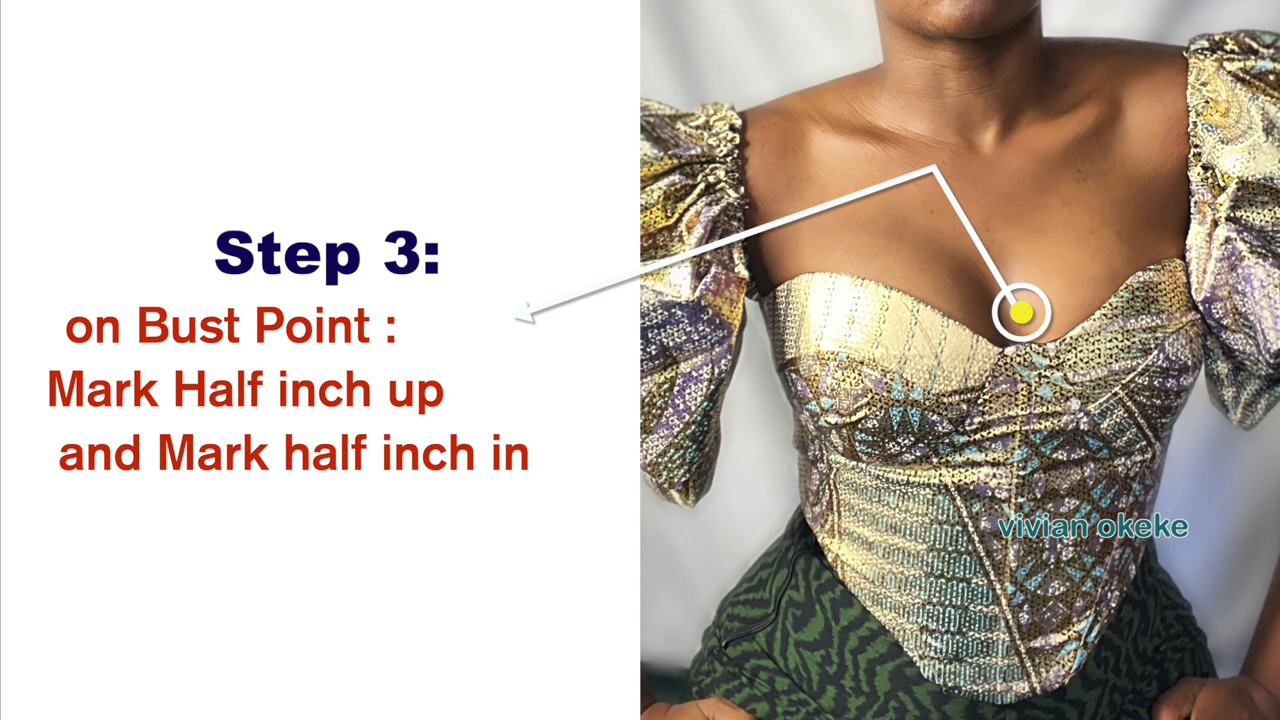 Step 3:
on Bust Point :
Mark Half inch up
and Mark half inch in
vivian okeke